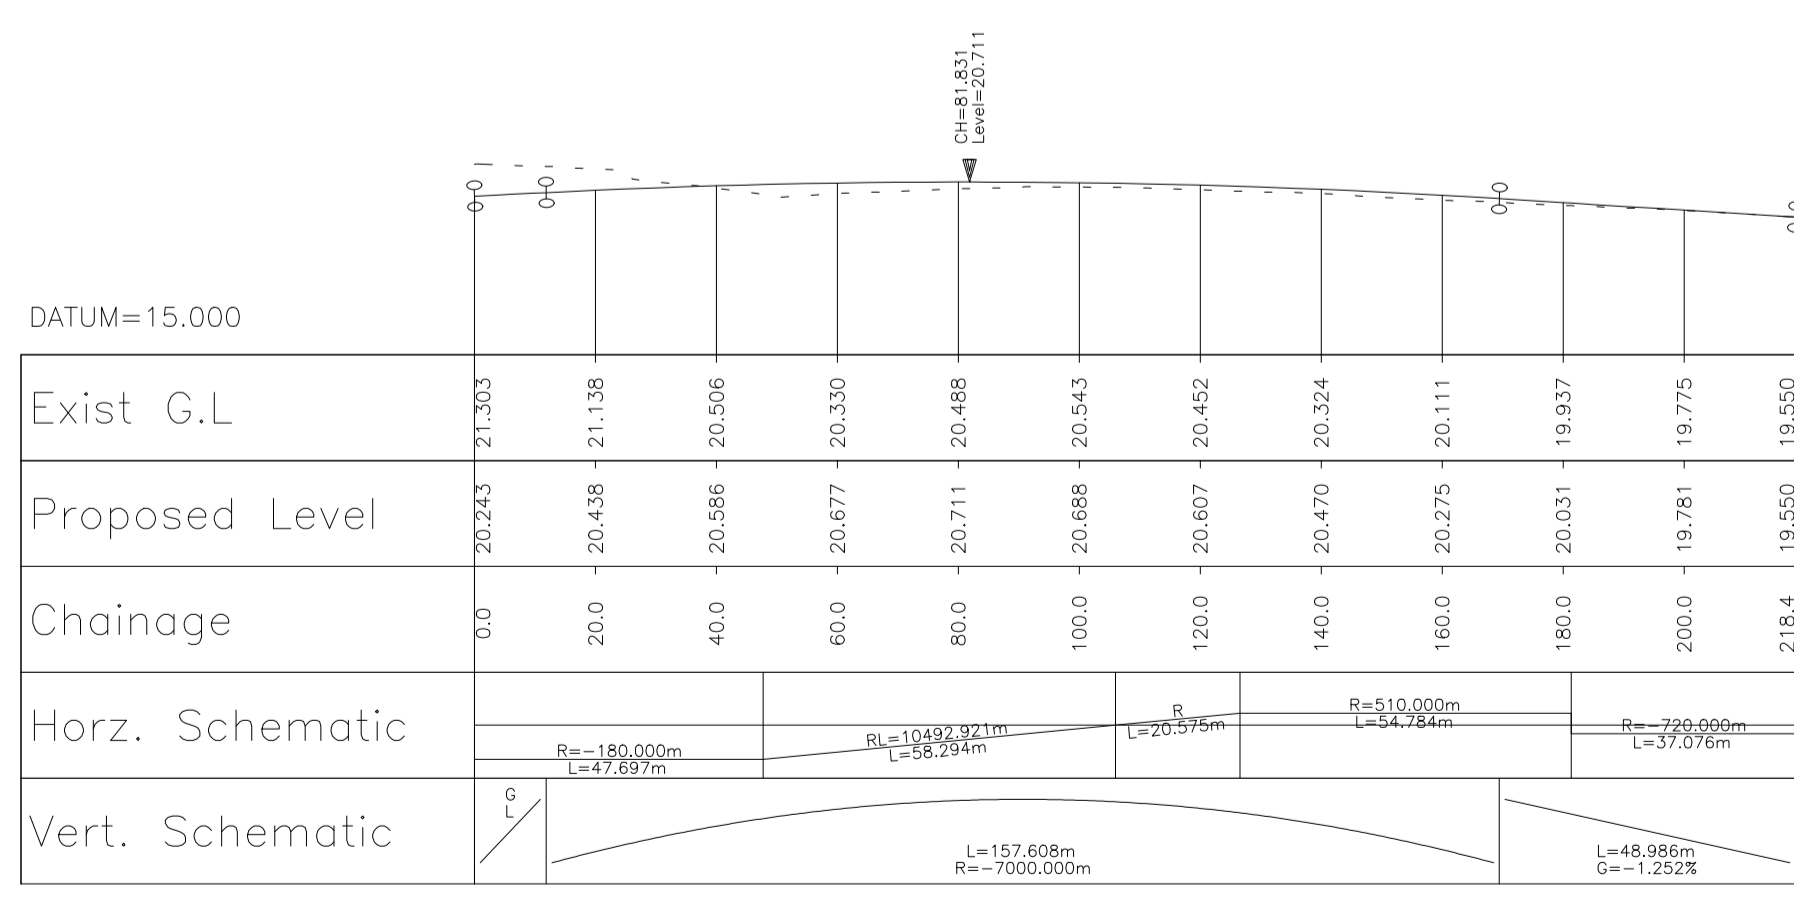 CH=81.831
Level=20.711
DATUM=15.000
Exist G.L 21.303 21.138 20.506 20.330 20.488 20.543 20.452 20.324 20.111 19.937 19.775 19.550
Proposed Level 20.243 20.438 20.586 20.677 20.711 20.688 20.607 20.470 20.275 20.031 19.781 19.550
Chainage 0.0 20.0 40.0 60.0 80.0 100.0 120.0 140.0 160.0 180.0 200.0 218.4
Horz. Schematic
R=-180.000m
L=47.697m
RL=10492.921m
L=58.294m
R
L=20.575m
R=510.000m
L=54.784m
R=-720.000m
L=37.076m
Vert. Schematic
G
L
L=157.608m
R=-7000.000m
L=48.986m
G=-1.252%